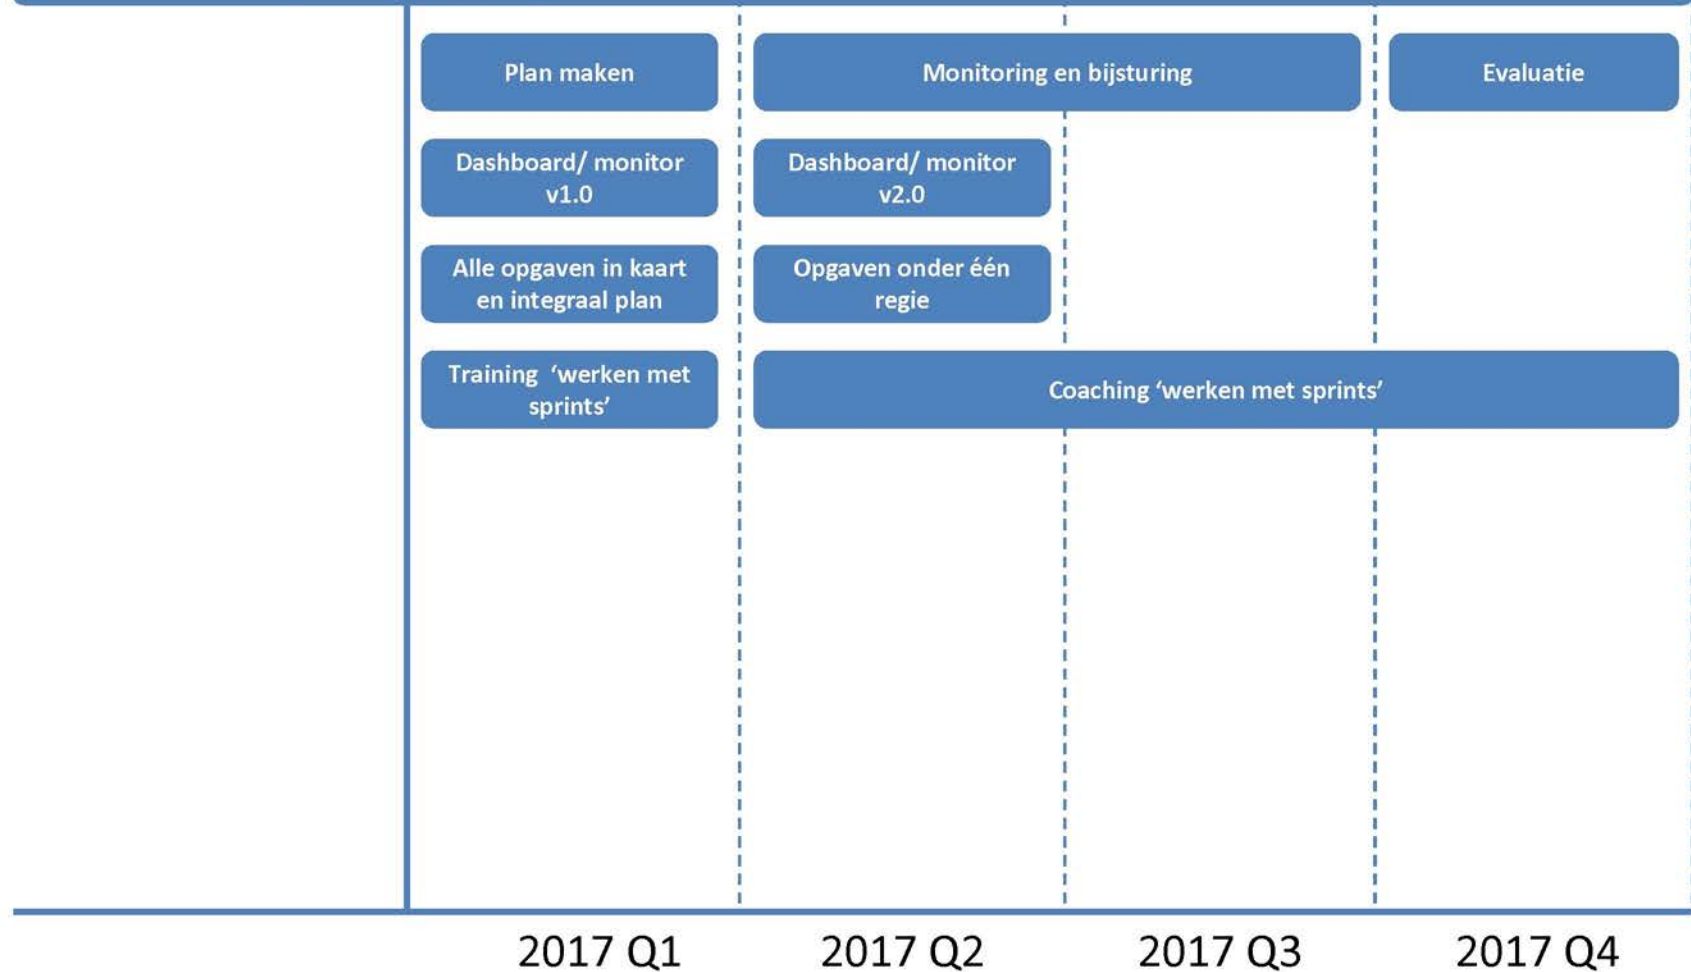 Plan maken
Monitoring en bijsturing
Evaluatie
Dashboard/ monitor
v1.0
Dashboard/ monitor
v2.0
Alle opgaven in kaart
en integraal plan
Opgaven onder één
regie
Training ‘werken met
sprints’
Coaching ‘werken met sprints’
2017 Q1
2017 Q2
2017 Q3
2017 Q4